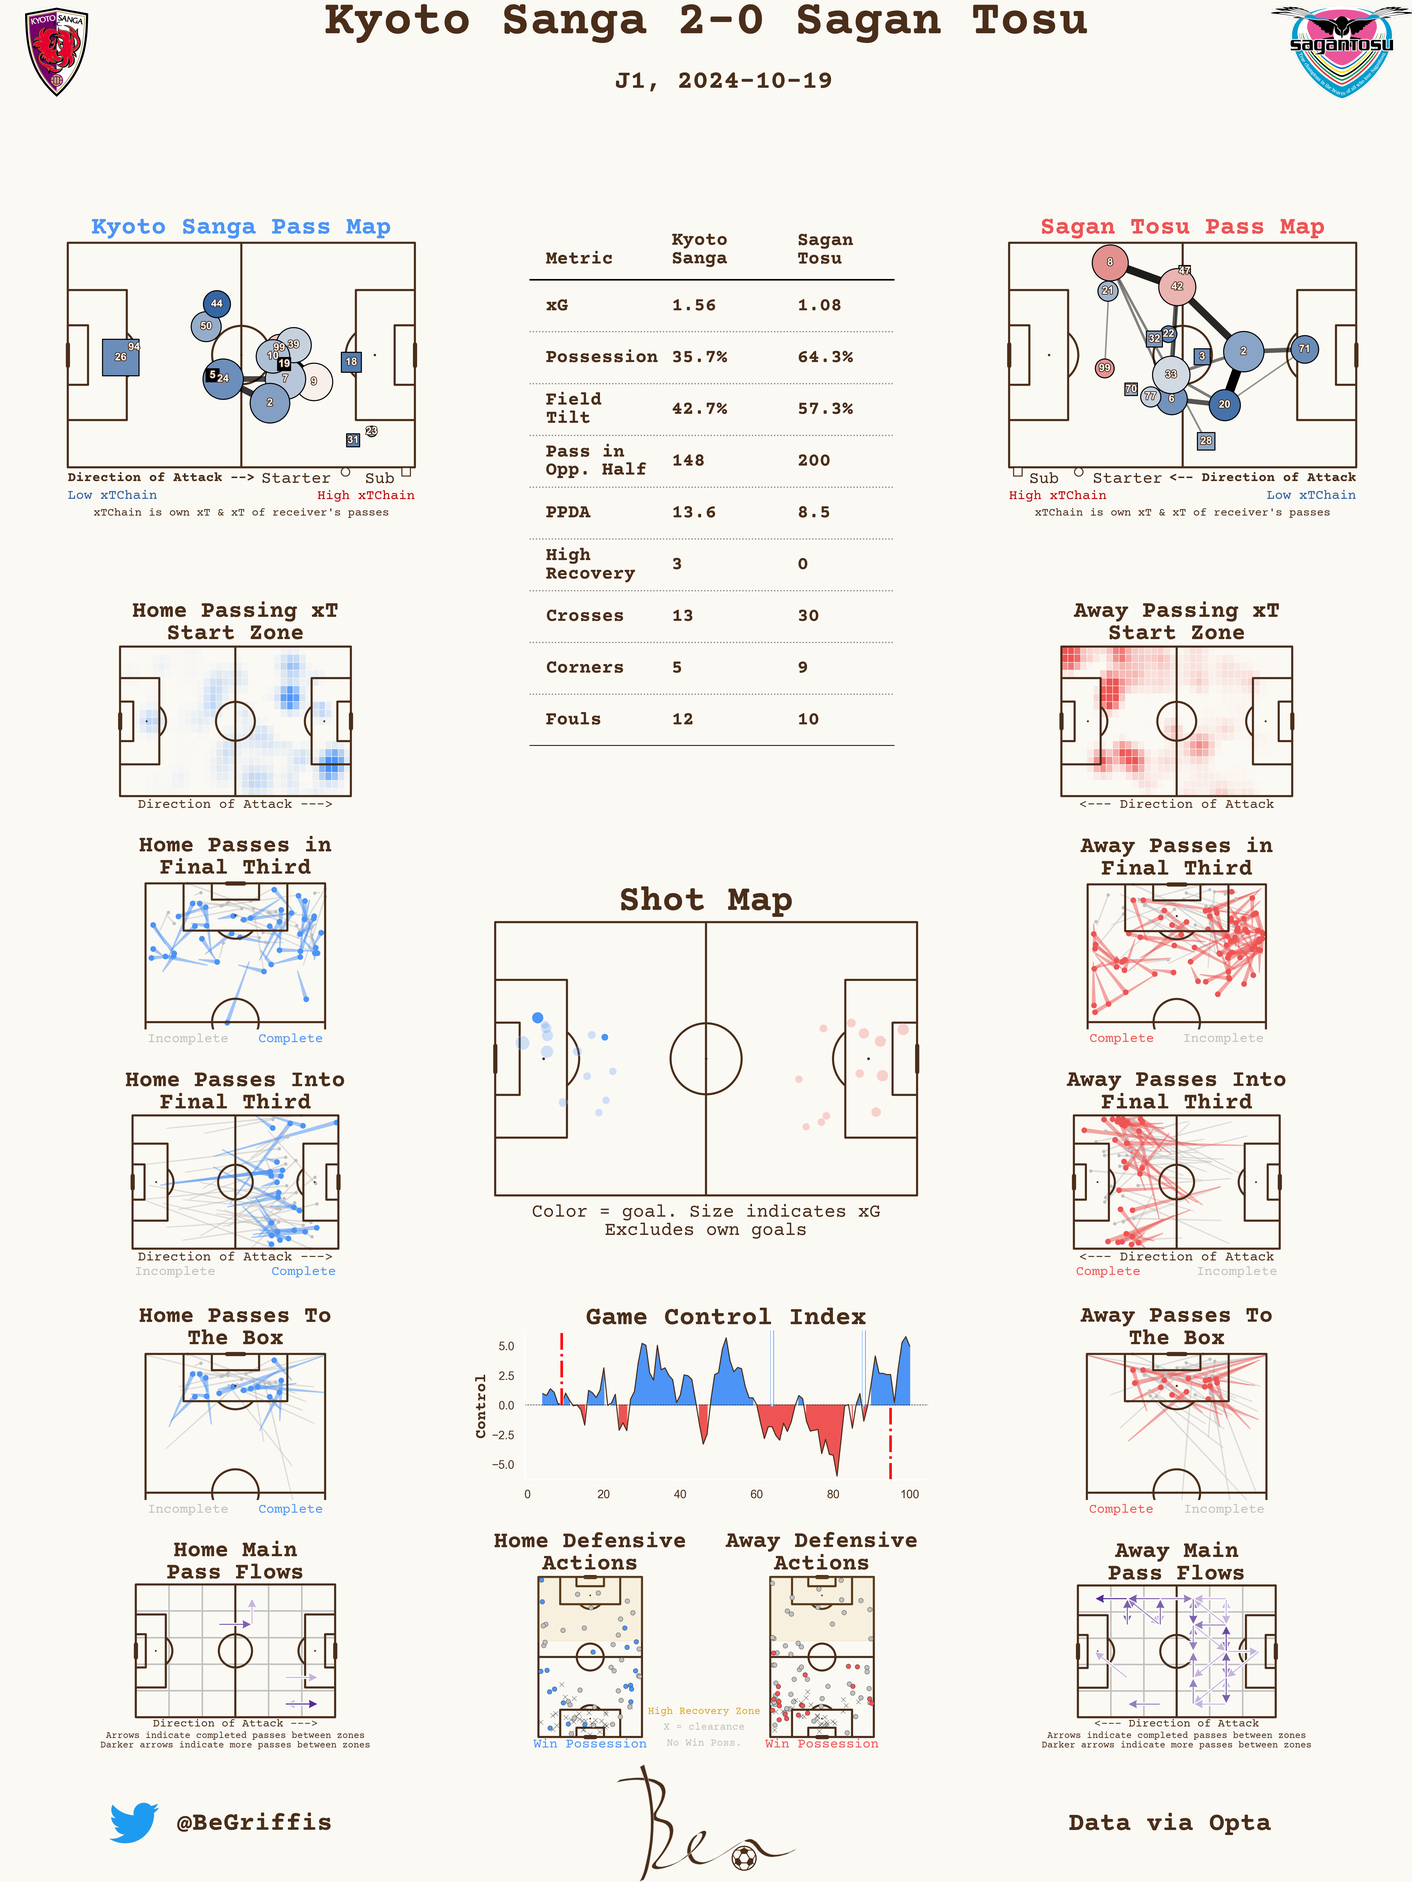 Kyoto Sanga 2-0 Sagan Tosu
J1, 2024-10-19
KYOTO SANGA
saganTosu
Kyoto Sanga Pass Map
44
50
94
26
99
39
10
19
18
5
24
7
9
2
31
23
Direction of Attack --> Starter Sub
Low xTChain High xTChain
xTChain is own xT & xT of receiver's passes
Metric Kyoto Sanga Sagan Tosu
xG 1.56 1.08
Possession 35.7% 64.3%
Field Tilt 42.7% 57.3%
Pass in Opp. Half 148 200
PPDA 13.6 8.5
High Recovery 3 0
Crosses 13 30
Corners 5 9
Fouls 12 10
Sagan Tosu Pass Map
8
47
42
21
32
22
3
2
71
99
33
70
77
6
20
28
Sub Starter <-- Direction of Attack
High xTChain Low xTChain
xTChain is own xT & xT of receiver's passes
Home Passing xT
Start Zone
Direction of Attack --->
Away Passing xT
Start Zone
<--- Direction of Attack
Home Passes in
Final Third
Incomplete Complete
Away Passes in
Final Third
Complete Incomplete
Shot Map
Color = goal. Size indicates xG
Excludes own goals
Home Passes Into
Final Third
Direction of Attack --->
Incomplete Complete
Away Passes Into
Final Third
<--- Direction of Attack
Complete Incomplete
Home Passes To
The Box
Incomplete Complete
Game Control Index
Control
5.0
2.5
0.0
−2.5
−5.0
0 20 40 60 80 100
Away Passes To
The Box
Complete Incomplete
Home Main
Pass Flows
Direction of Attack --->
Arrows indicate completed passes between zones
Darker arrows indicate more passes between zones
Home Defensive
Actions
Win Possession
High Recovery Zone
X = clearance
No Win Poss.
Away Defensive
Actions
Win Possession
Away Main
Pass Flows
<--- Direction of Attack
Arrows indicate completed passes between zones
Darker arrows indicate more passes between zones
@BeGriffis
Ben
Data via Opta